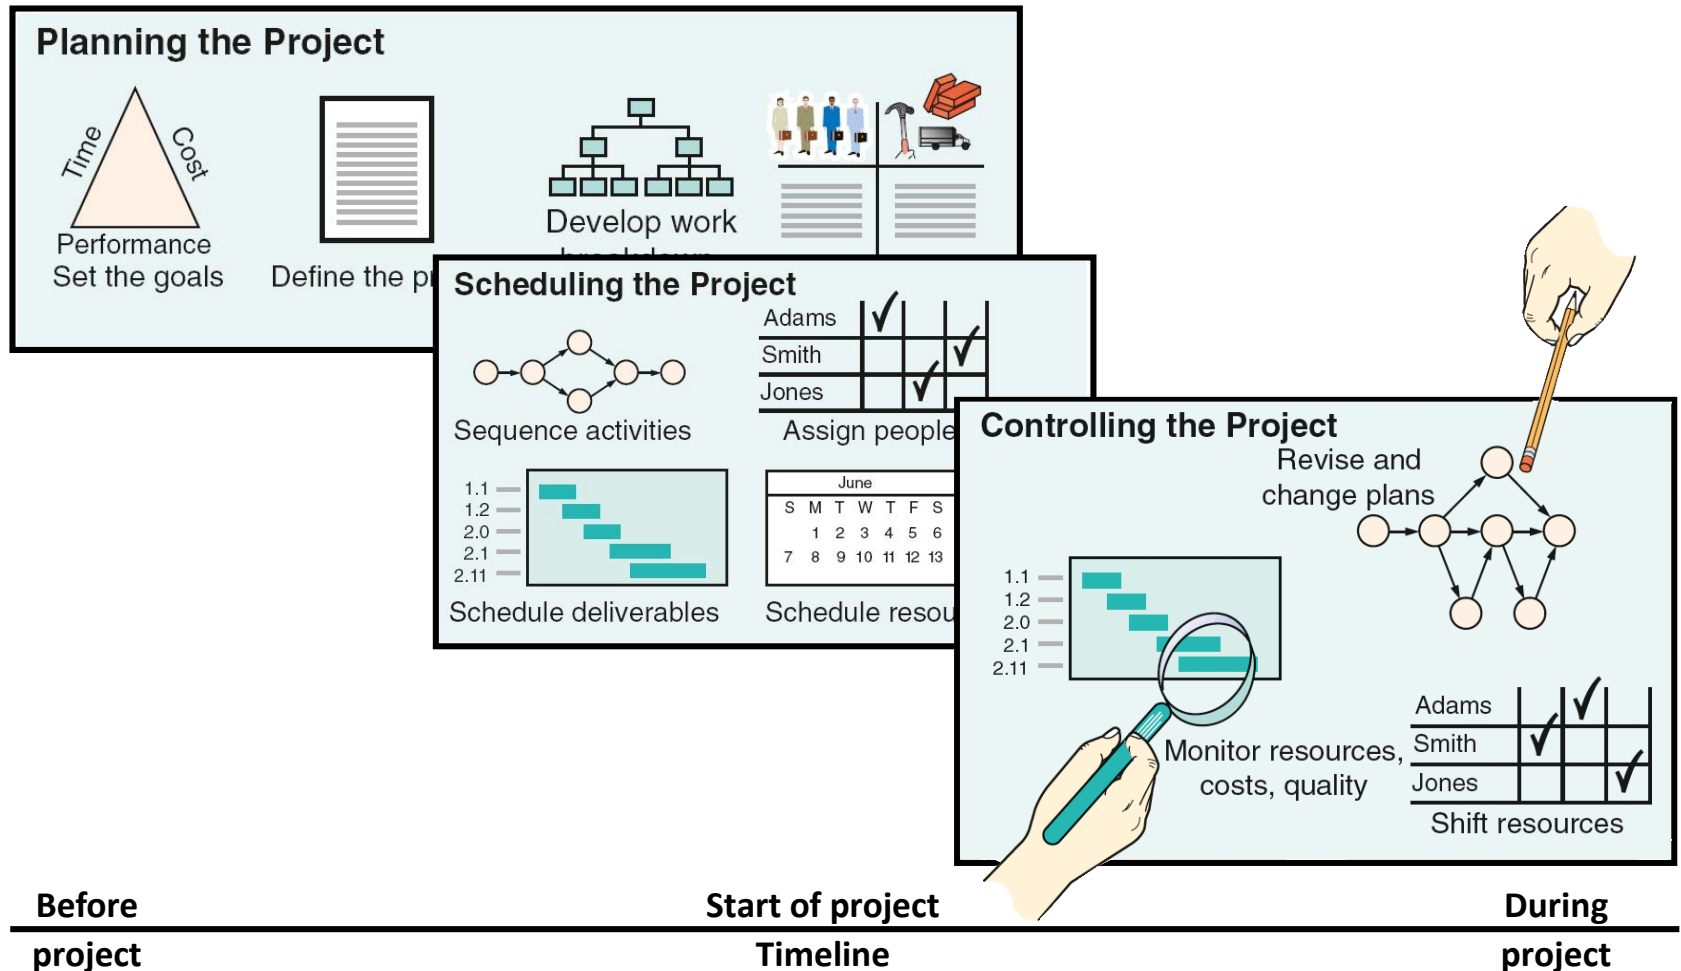 Planning the Project
Time
Cost
Performance
Set the goals
Define the
Develop work
Scheduling the Project
Adams
Smith
Jones
Sequence activities
Assign people
1.1
1.2
2.0
2.1
2.11
Schedule deliverables
June
S M T W T F S
1 2 3 4 5 6
7 8 9 10 11 12 13
Schedule
Controlling the Project
Revise and
change plans
1.1
1.2
2.0
2.1
2.11
Monitor resources,
costs, quality
Adams
Smith
Jones
Shift resources
Before
project
Start of project
Timeline
During
project